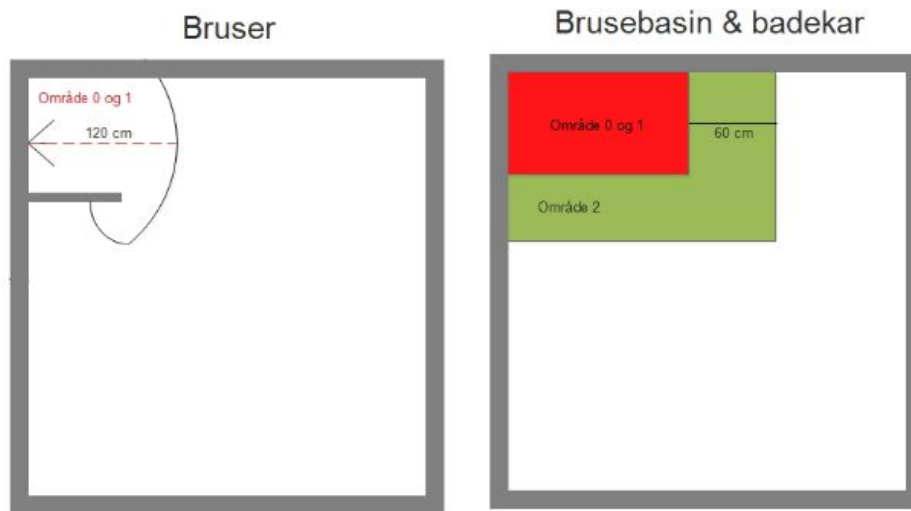 Bruser
Område 0 og 1
120 cm
Brusebasin & badekar
Område 0 og 1
60 cm
Område 2